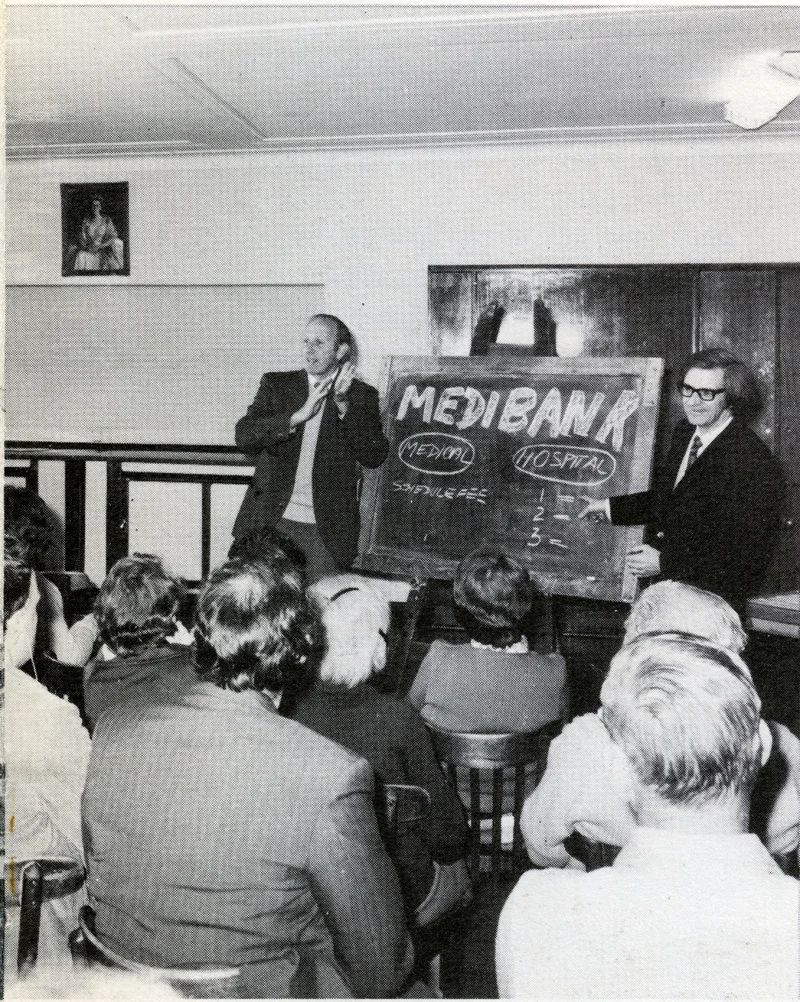 MEDIBANK
MEDICAL HOSPITAL
SCHEDULE FEE 1 =
2 =
3 =